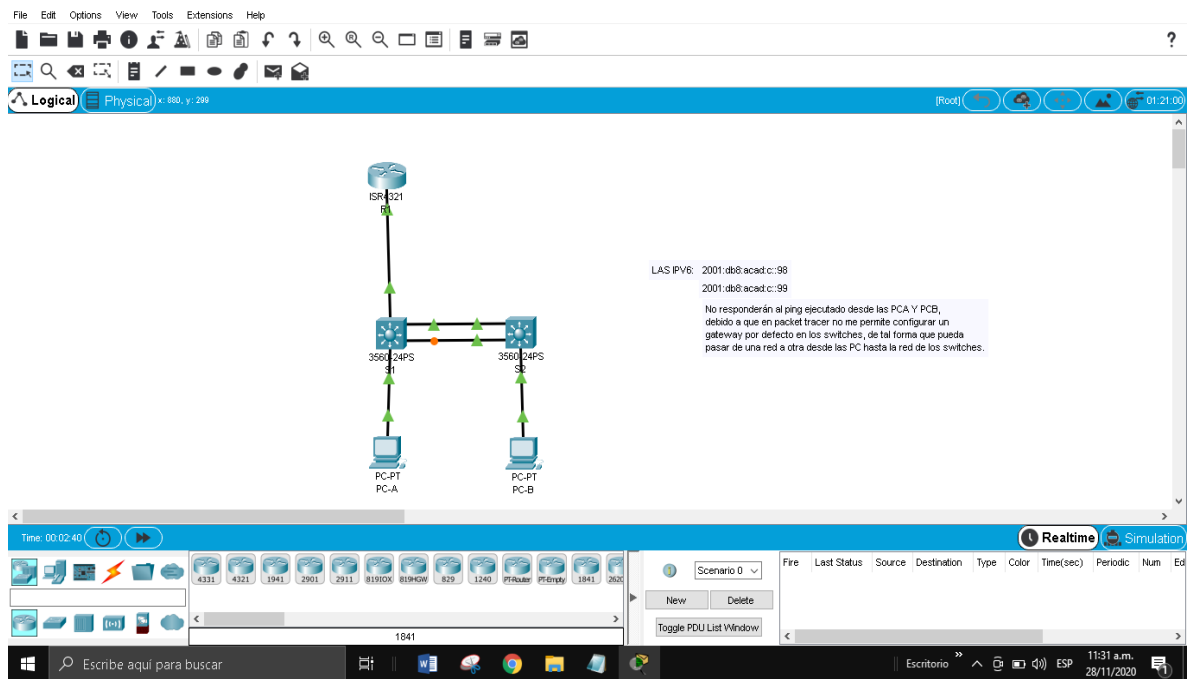 File Edit Options View Tools Extensions Help
?
Logical Physical x: 880, y: 299 [Root] 01:21:00
ISR4321
R1
LAS IPV6: 2001:db8:acad:c::98
2001:db8:acad:c::99
No responderán al ping ejecutado desde las PCA Y PCB,
debido a que en packet tracer no me permite configurar un
gateway por defecto en los switches, de tal forma que pueda
pasar de una red a otra desde las PC hasta la red de los switches.
3560-24PS 3560-24PS
S1 S2
PC-PT PC-PT
PC-A PC-B
Time: 00:02:40 Realtime Simulation
4331 4321 1941 2901 2911 819IOX 819HGW 829 1240 PT-Router PT-Empty 1841 2620
1841
Scenario 0
New Delete
Toggle PDU List Window
Fire Last Status Source Destination Type Color Time(sec) Periodic Num Ed
Escribe aquí para buscar
Escritorio » ESP 11:31 a.m.
28/11/2020
1